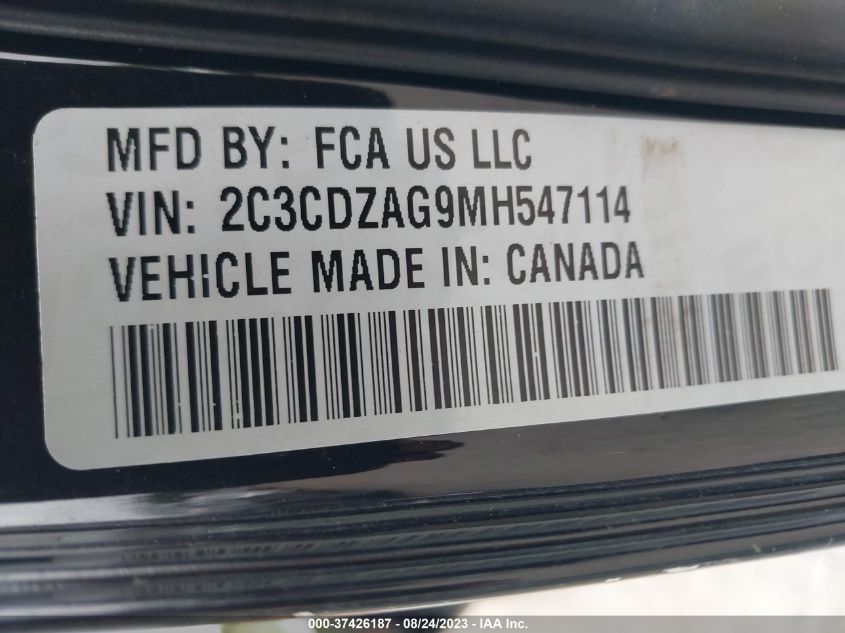 MFD BY: FCA US LLC
VIN: 2C3CDZAG9MH547114
VEHICLE MADE IN: CANADA
000-37426187 - 08/24/2023 - IAA Inc.